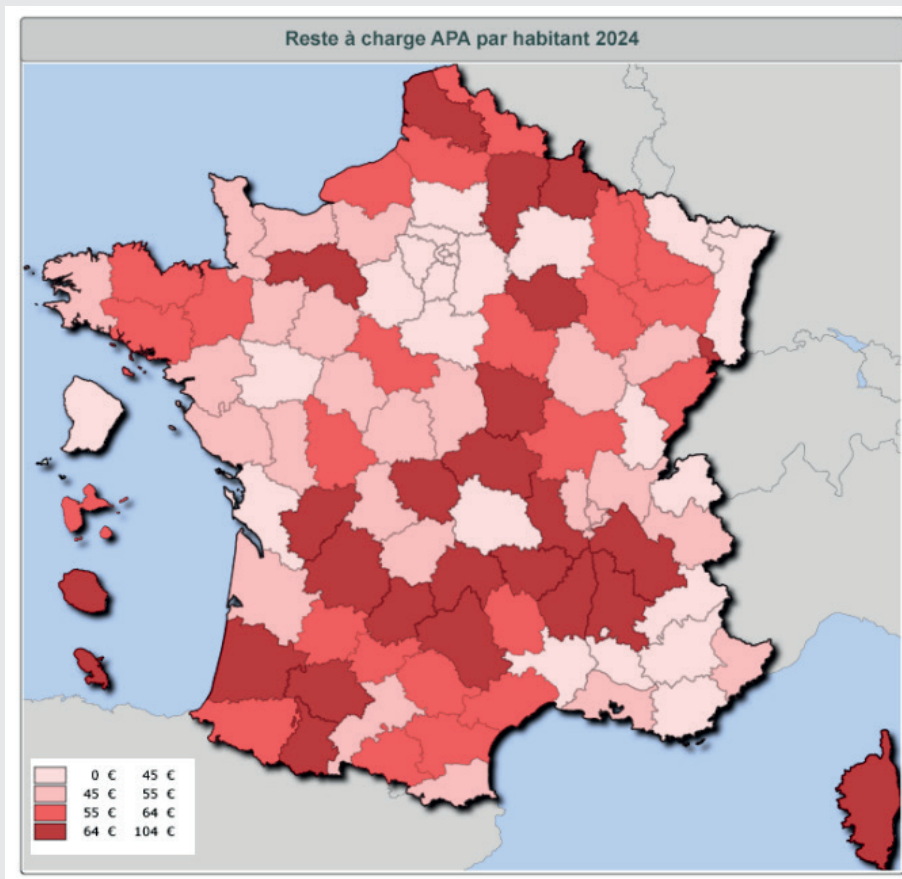 Reste à charge APA par habitant 2024
0 € 45 €
45 € 55 €
55 € 64 €
64 € 104 €